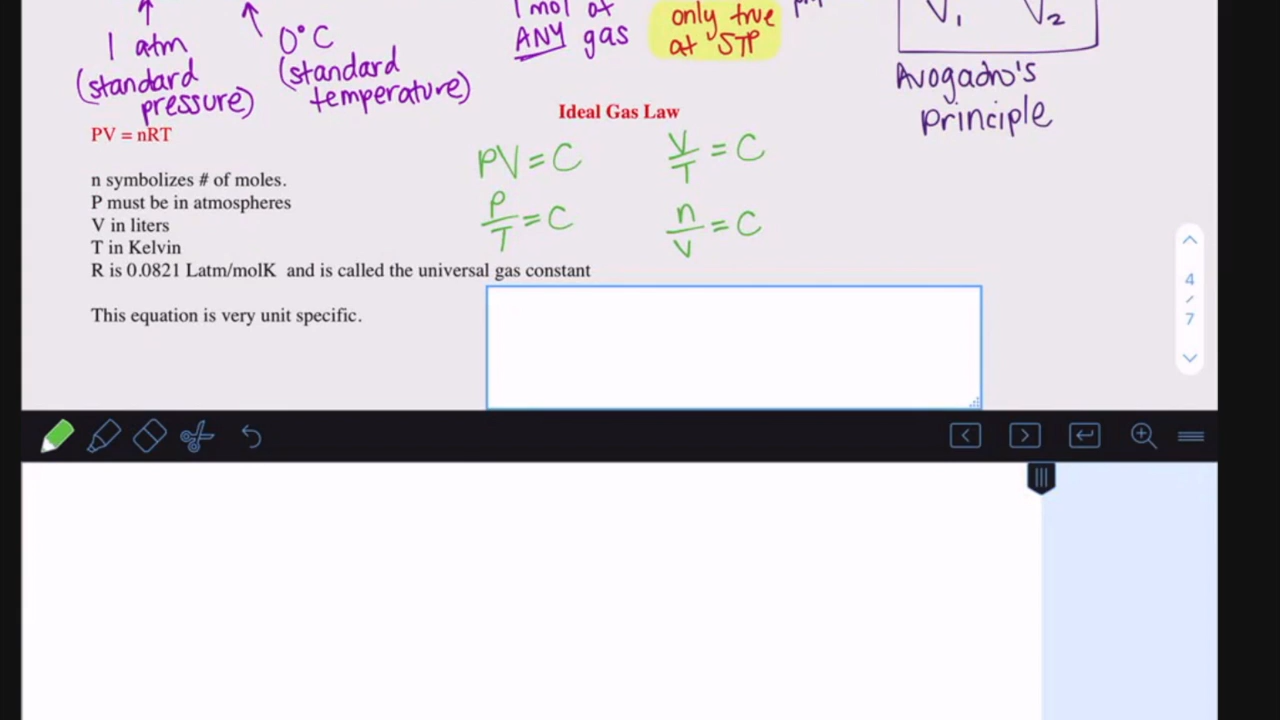 1 mol of
ANY gas
only true
at STP
V₁ V₂
1 atm
(standard
pressure)
0°C
(standard
temperature)
Avogadro's
principle
Ideal Gas Law
PV = nRT
PV = C
V/T = C
P/T = C
n/V = C
n symbolizes # of moles.
P must be in atmospheres
V in liters
T in Kelvin
R is 0.0821 Latm/molK and is called the universal gas constant
This equation is very unit specific.
4
/
7